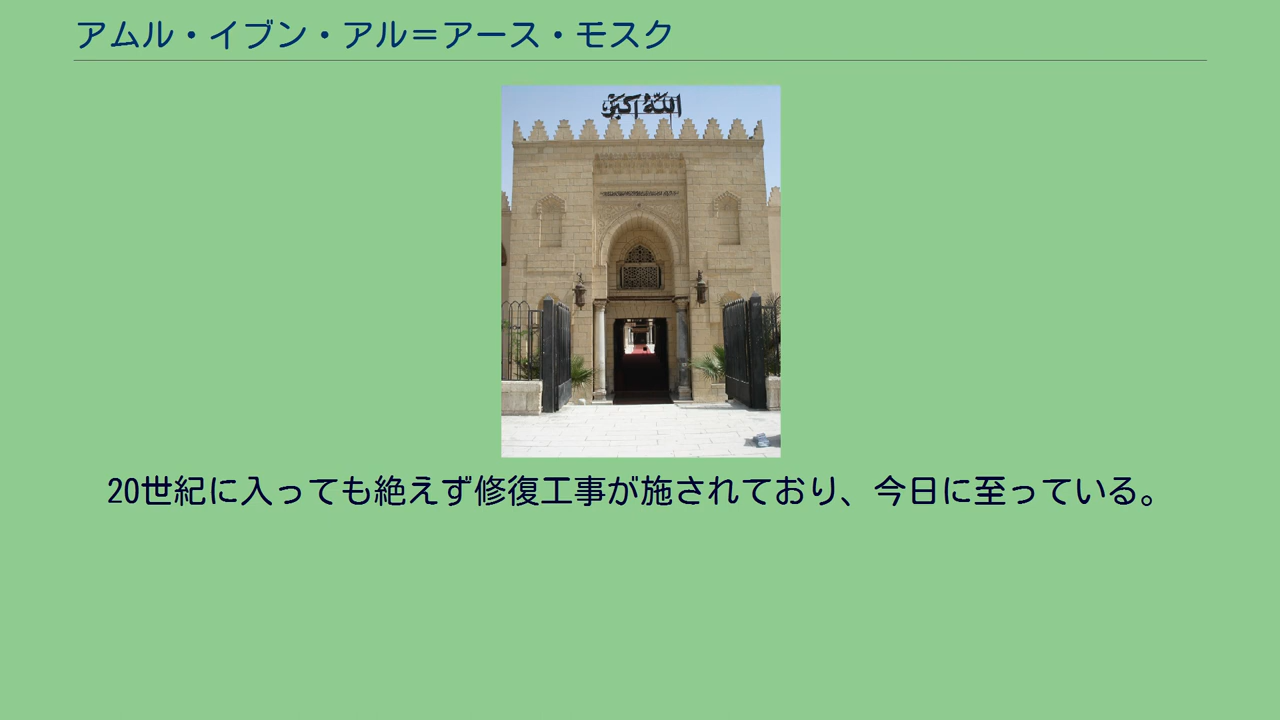 アムル・イブン・アル＝アース・モスク
الله اكبر
20世紀に入っても絶えず修復工事が施されており、今日に至っている。